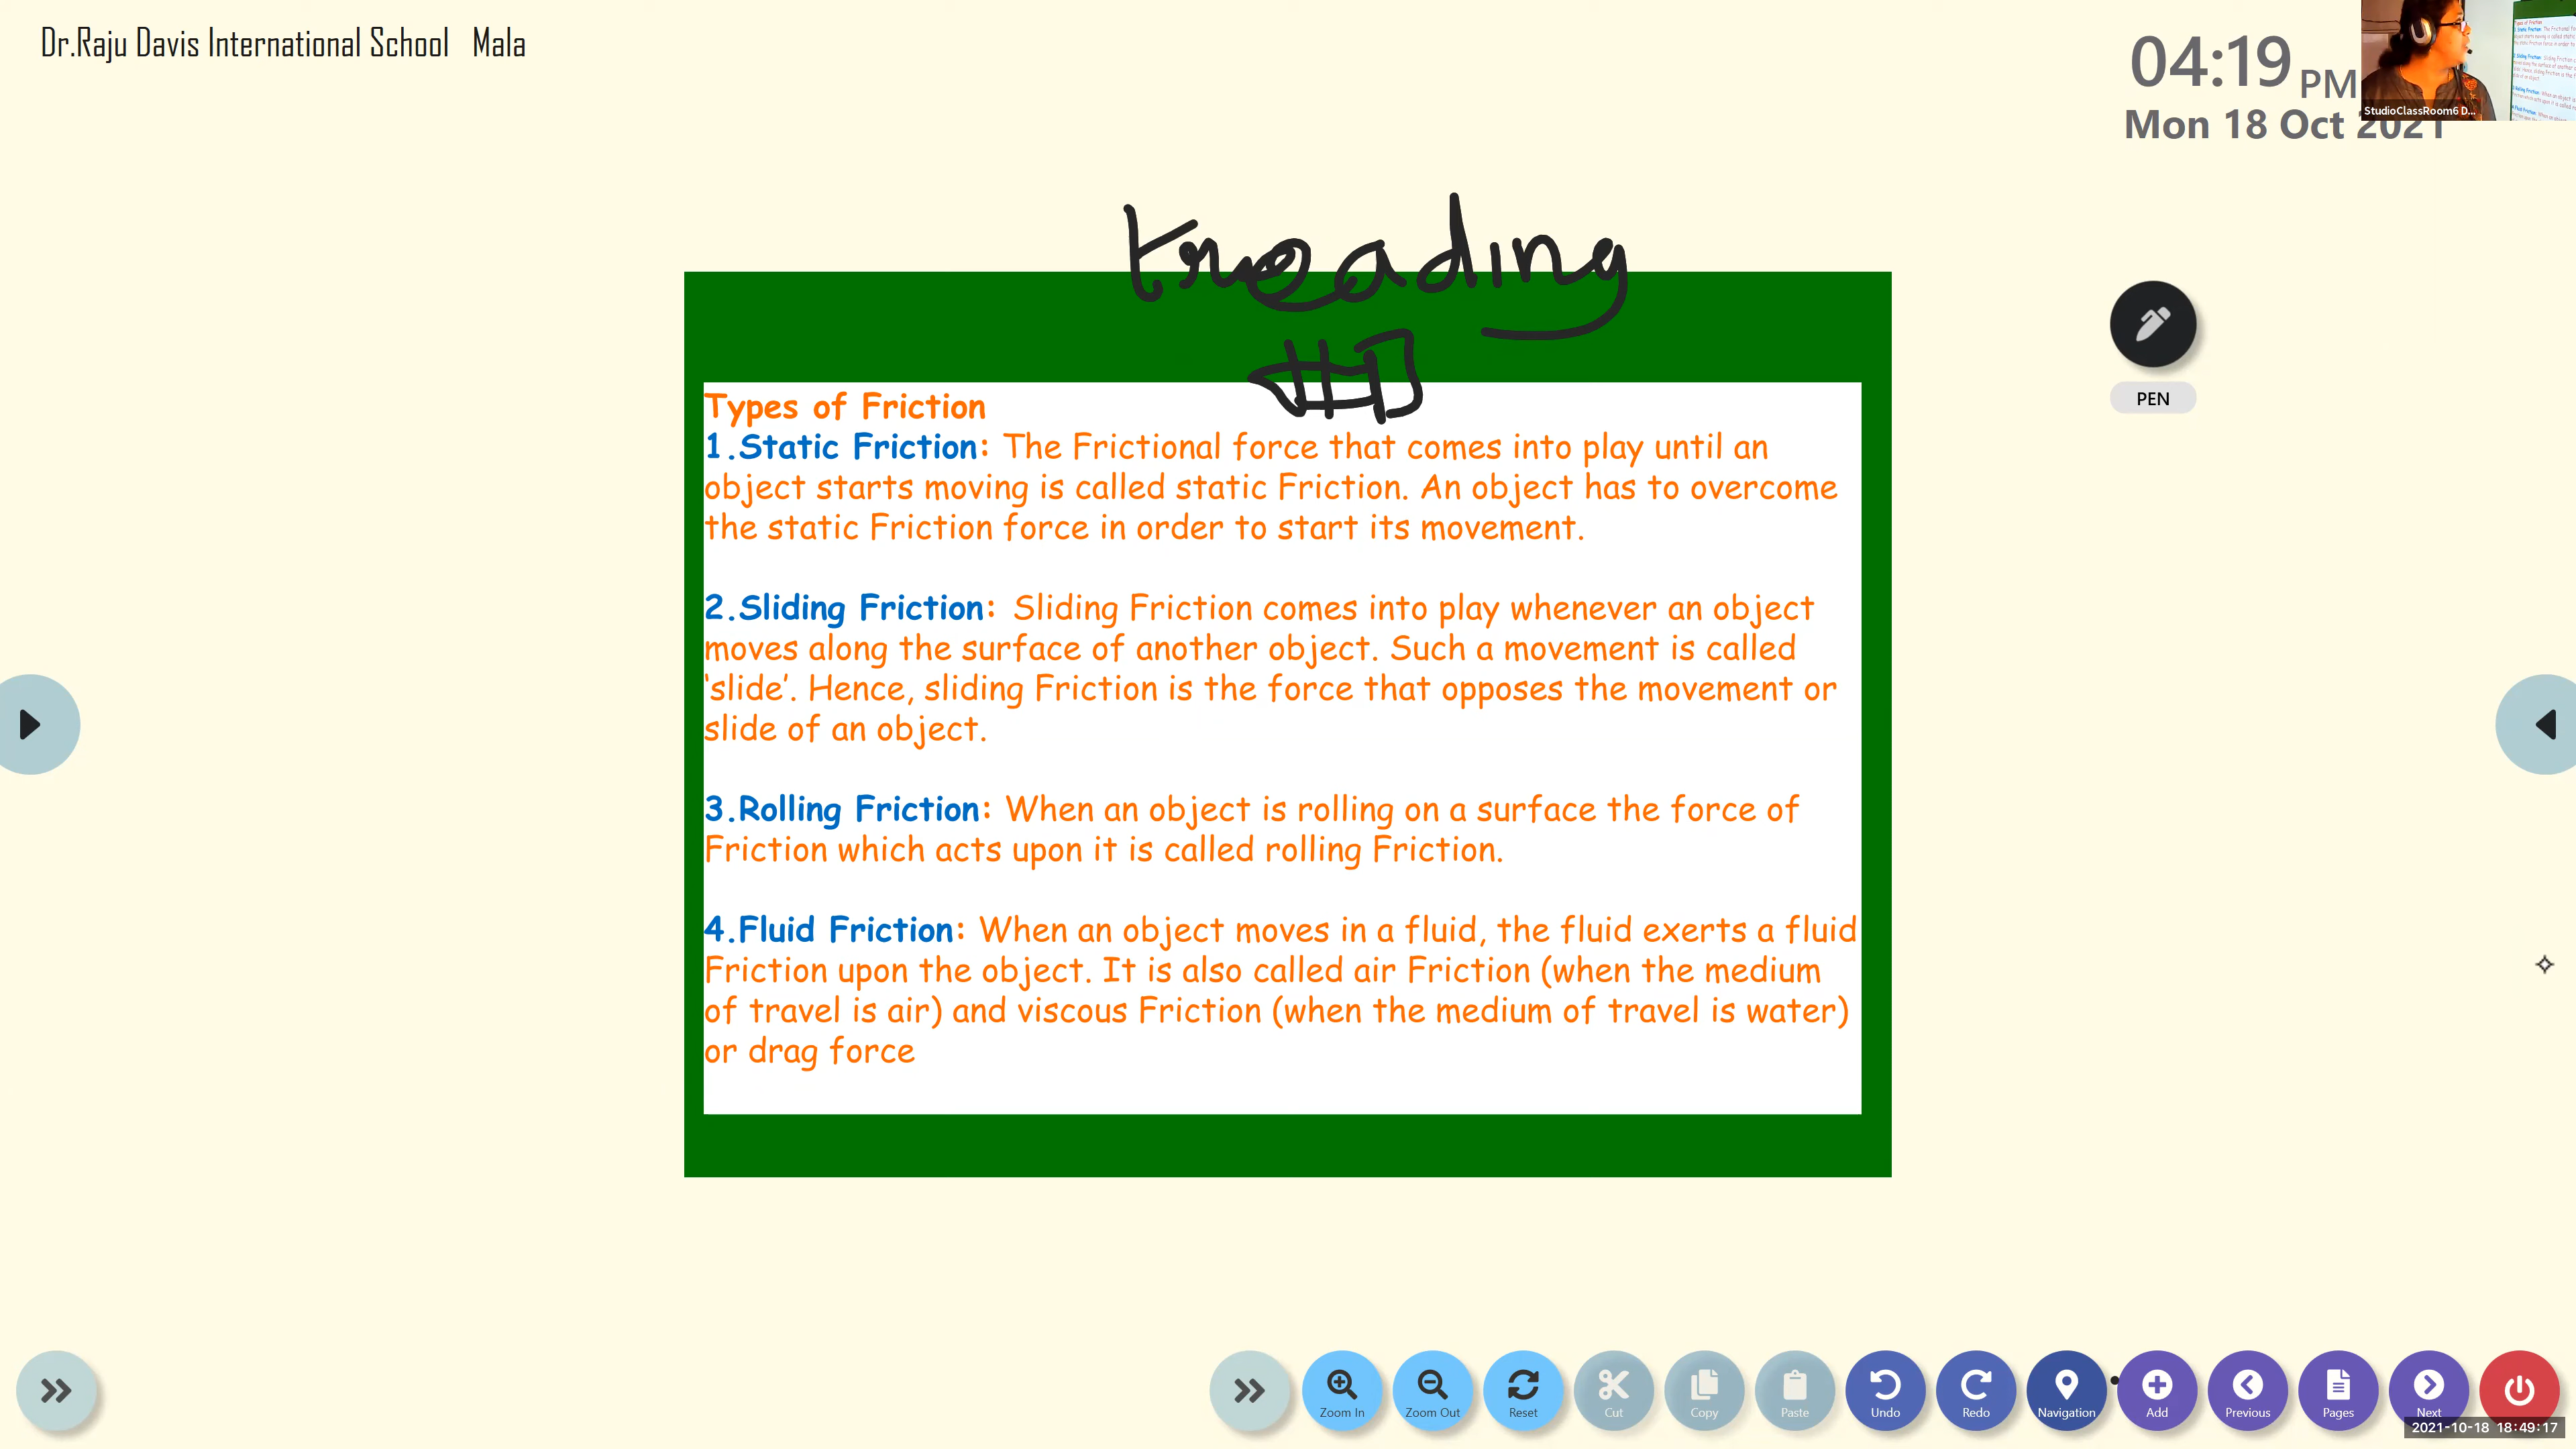 Dr.Raju Davis International School Mala
04:19 PM
Mon 18 Oct 2021
StudioClassRoom6 D...
treading
PEN
Types of Friction
1.Static Friction: The Frictional force that comes into play until an
object starts moving is called static Friction. An object has to overcome
the static Friction force in order to start its movement.
2.Sliding Friction: Sliding Friction comes into play whenever an object
moves along the surface of another object. Such a movement is called
‘slide’. Hence, sliding Friction is the force that opposes the movement or
slide of an object.
3.Rolling Friction: When an object is rolling on a surface the force of
Friction which acts upon it is called rolling Friction.
4.Fluid Friction: When an object moves in a fluid, the fluid exerts a fluid
Friction upon the object. It is also called air Friction (when the medium
of travel is air) and viscous Friction (when the medium of travel is water)
or drag force
Zoom In Zoom Out Reset Cut Copy Paste Undo Redo Navigation Add Previous Pages Next
2021-10-18 18:49:17